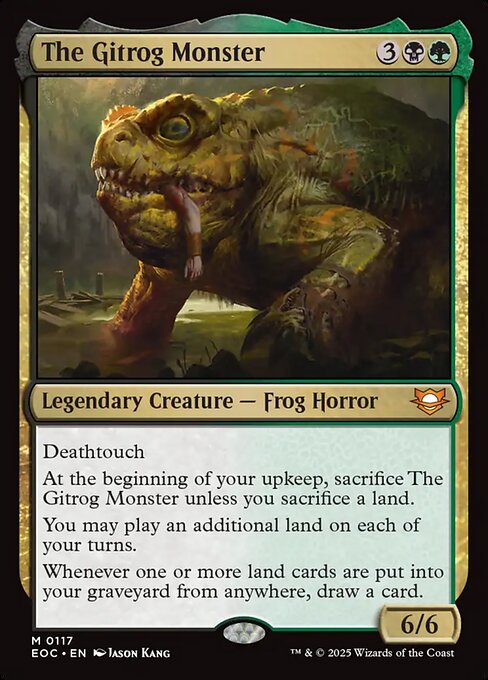 The Gitrog Monster 3
Legendary Creature — Frog Horror
Deathtouch
At the beginning of your upkeep, sacrifice The
Gitrog Monster unless you sacrifice a land.
You may play an additional land on each of
your turns.
Whenever one or more land cards are put into
your graveyard from anywhere, draw a card.
6/6
M 0117
EOC • EN Jason Kang
™ & © 2025 Wizards of the Coast